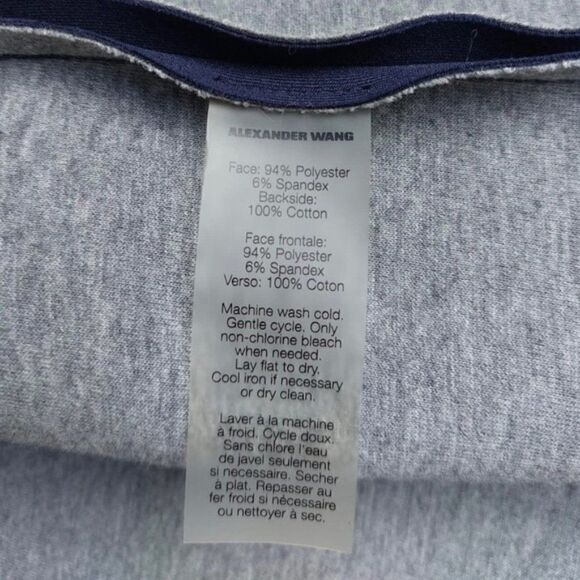 ALEXANDER WANG
Face: 94% Polyester
6% Spandex
Backside:
100% Cotton
Face frontale:
94% Polyester
6% Spandex
Verso: 100% Coton
Machine wash cold.
Gentle cycle. Only
non-chlorine bleach
when needed.
Lay flat to dry.
Cool iron if necessary
or dry clean.
Laver à la machine
à froid. Cycle doux.
Sans chlore l'eau
de javel seulement
si necessaire. Secher
à plat. Repasser au
fer froid si nécessaire
ou nettoyer à sec.